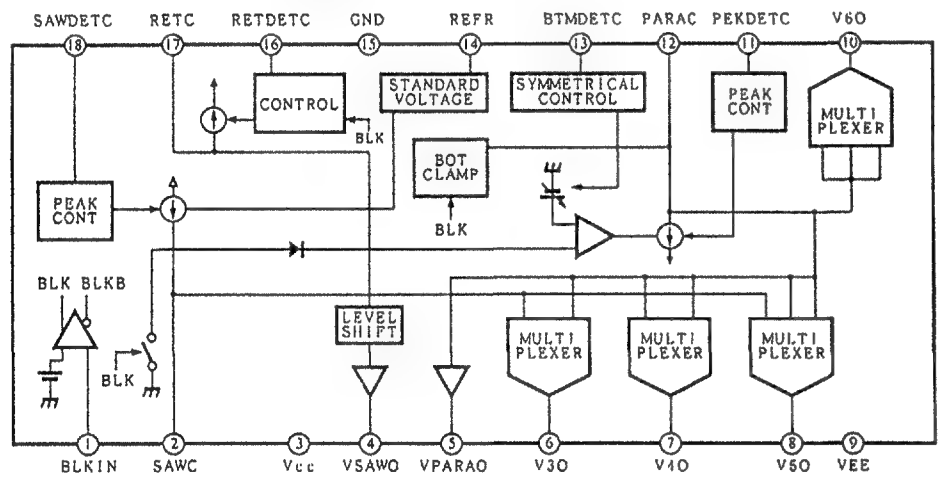 SAWDETC RETC RETDETC GND REFR BTMDETC PARAC PEKDETC V6O
18 17 16 15 14 13 12 11 10
CONTROL
BLK
STANDARD
VOLTAGE
SYMMETRICAL
CONTROL
PEAK
CONT
MULTI
PLEXER
BOT
CLAMP
BLK
PEAK
CONT
BLK BLKB
BLK
LEVEL
SHIFT
MULTI
PLEXER
MULTI
PLEXER
MULTI
PLEXER
1 2 3 4 5 6 7 8 9
BLKIN SAWC Vcc VSAWO VPARAO V3O V4O V5O VEE